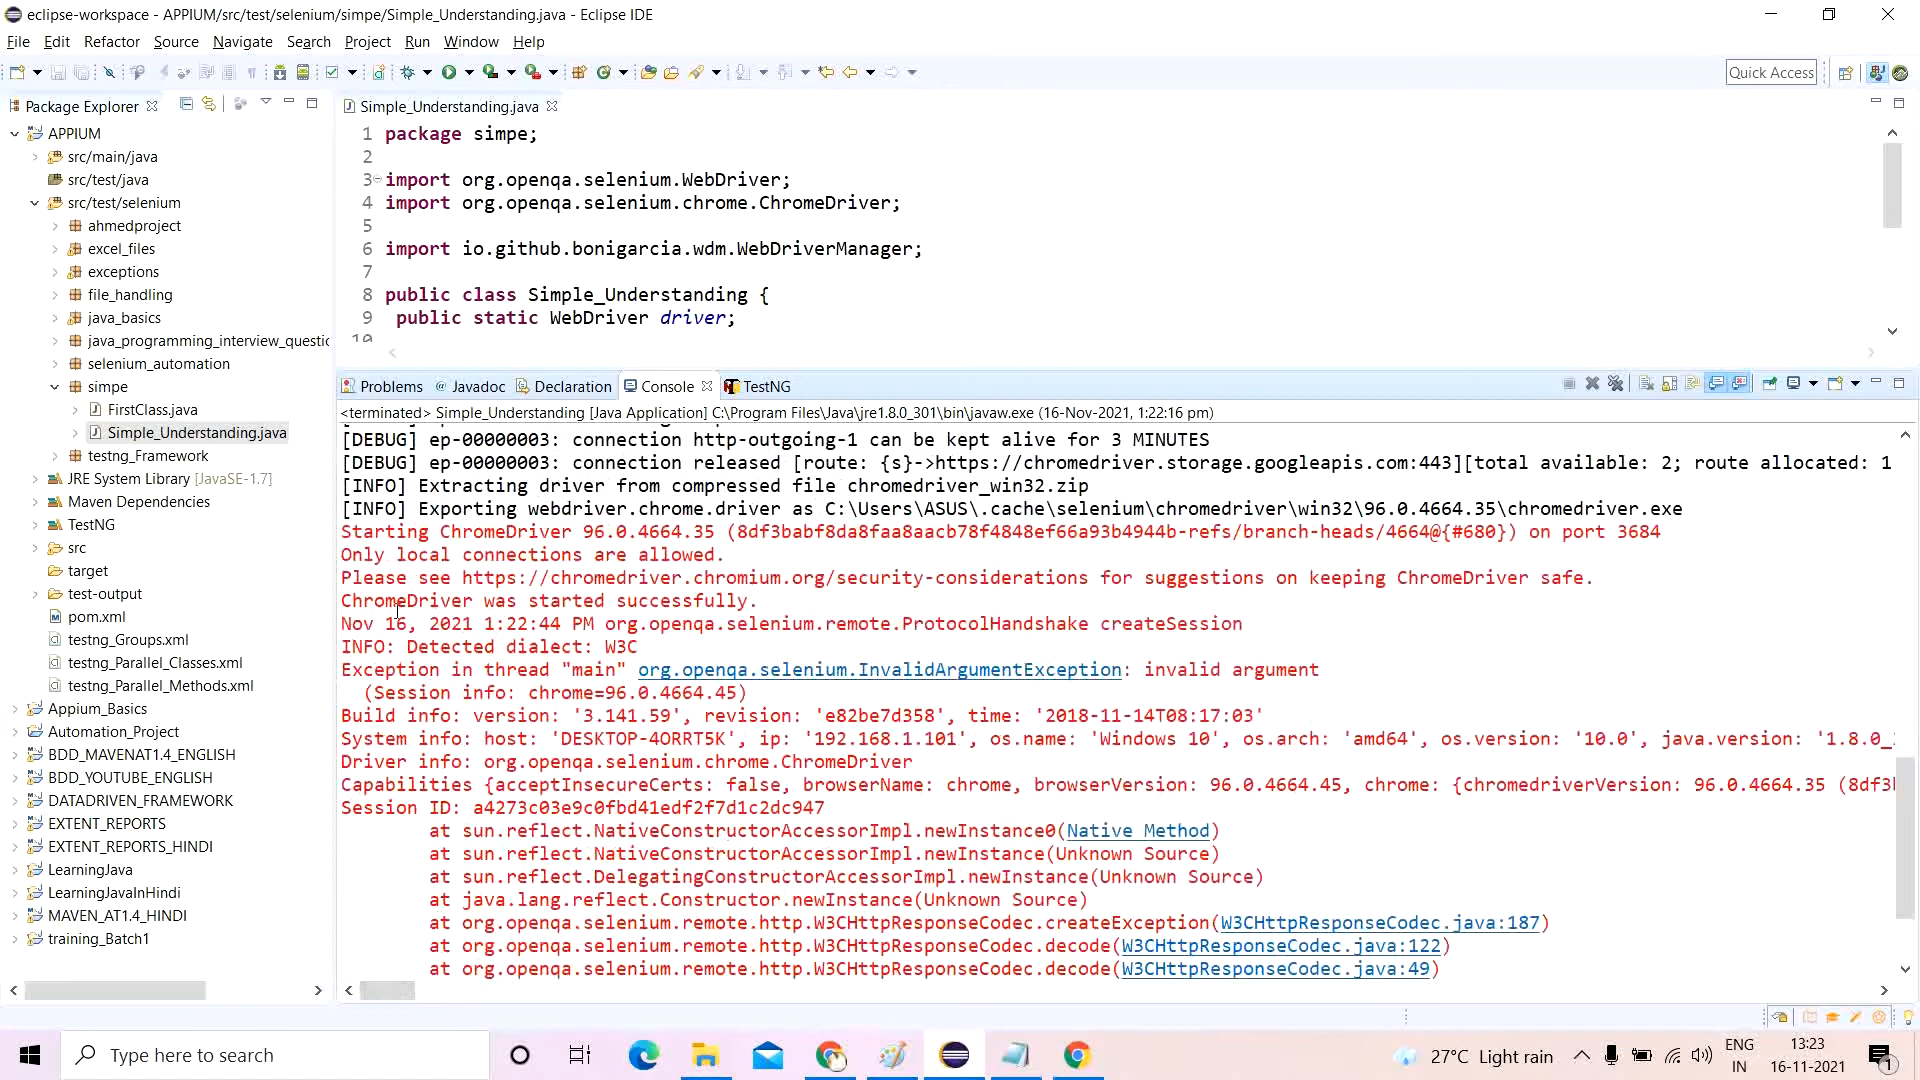 eclipse-workspace - APPIUM/src/test/selenium/simpe/Simple_Understanding.java - Eclipse IDE
File Edit Refactor Source Navigate Search Project Run Window Help
Quick Access
Package Explorer
APPIUM
src/main/java
src/test/java
src/test/selenium
ahmedproject
excel_files
exceptions
file_handling
java_basics
java_programming_interview_questic
selenium_automation
simpe
FirstClass.java
Simple_Understanding.java
testng_Framework
JRE System Library [JavaSE-1.7]
Maven Dependencies
TestNG
src
target
test-output
pom.xml
testng_Groups.xml
testng_Parallel_Classes.xml
testng_Parallel_Methods.xml
Appium_Basics
Automation_Project
BDD_MAVENAT1.4_ENGLISH
BDD_YOUTUBE_ENGLISH
DATADRIVEN_FRAMEWORK
EXTENT_REPORTS
EXTENT_REPORTS_HINDI
LearningJava
LearningJavaInHindi
MAVEN_AT1.4_HINDI
training_Batch1
Simple_Understanding.java
1 package simpe;
2
3 import org.openqa.selenium.WebDriver;
4 import org.openqa.selenium.chrome.ChromeDriver;
5
6 import io.github.bonigarcia.wdm.WebDriverManager;
7
8 public class Simple_Understanding {
9 public static WebDriver driver;
10
Problems @ Javadoc Declaration Console TestNG
<terminated> Simple_Understanding [Java Application] C:\Program Files\Java\jre1.8.0_301\bin\javaw.exe (16-Nov-2021, 1:22:16 pm)
[DEBUG] ep-00000003: connection http-outgoing-1 can be kept alive for 3 MINUTES
[DEBUG] ep-00000003: connection released [route: {s}->https://chromedriver.storage.googleapis.com:443][total available: 2; route allocated: 1
[INFO] Extracting driver from compressed file chromedriver_win32.zip
[INFO] Exporting webdriver.chrome.driver as C:\Users\ASUS\.cache\selenium\chromedriver\win32\96.0.4664.35\chromedriver.exe
Starting ChromeDriver 96.0.4664.35 (8df3babf8da8faa8aacb78f4848ef66a93b4944b-refs/branch-heads/4664@{#680}) on port 3684
Only local connections are allowed.
Please see https://chromedriver.chromium.org/security-considerations for suggestions on keeping ChromeDriver safe.
ChromeDriver was started successfully.
Nov 16, 2021 1:22:44 PM org.openqa.selenium.remote.ProtocolHandshake createSession
INFO: Detected dialect: W3C
Exception in thread "main" org.openqa.selenium.InvalidArgumentException: invalid argument
(Session info: chrome=96.0.4664.45)
Build info: version: '3.141.59', revision: 'e82be7d358', time: '2018-11-14T08:17:03'
System info: host: 'DESKTOP-4ORRT5K', ip: '192.168.1.101', os.name: 'Windows 10', os.arch: 'amd64', os.version: '10.0', java.version: '1.8.0_
Driver info: org.openqa.selenium.chrome.ChromeDriver
Capabilities {acceptInsecureCerts: false, browserName: chrome, browserVersion: 96.0.4664.45, chrome: {chromedriverVersion: 96.0.4664.35 (8df3
Session ID: a4273c03e9c0fbd41edf2f7d1c2dc947
at sun.reflect.NativeConstructorAccessorImpl.newInstance0(Native Method)
at sun.reflect.NativeConstructorAccessorImpl.newInstance(Unknown Source)
at sun.reflect.DelegatingConstructorAccessorImpl.newInstance(Unknown Source)
at java.lang.reflect.Constructor.newInstance(Unknown Source)
at org.openqa.selenium.remote.http.W3CHttpResponseCodec.createException(W3CHttpResponseCodec.java:187)
at org.openqa.selenium.remote.http.W3CHttpResponseCodec.decode(W3CHttpResponseCodec.java:122)
at org.openqa.selenium.remote.http.W3CHttpResponseCodec.decode(W3CHttpResponseCodec.java:49)
Type here to search
27°C Light rain
ENG
IN
13:23
16-11-2021
1